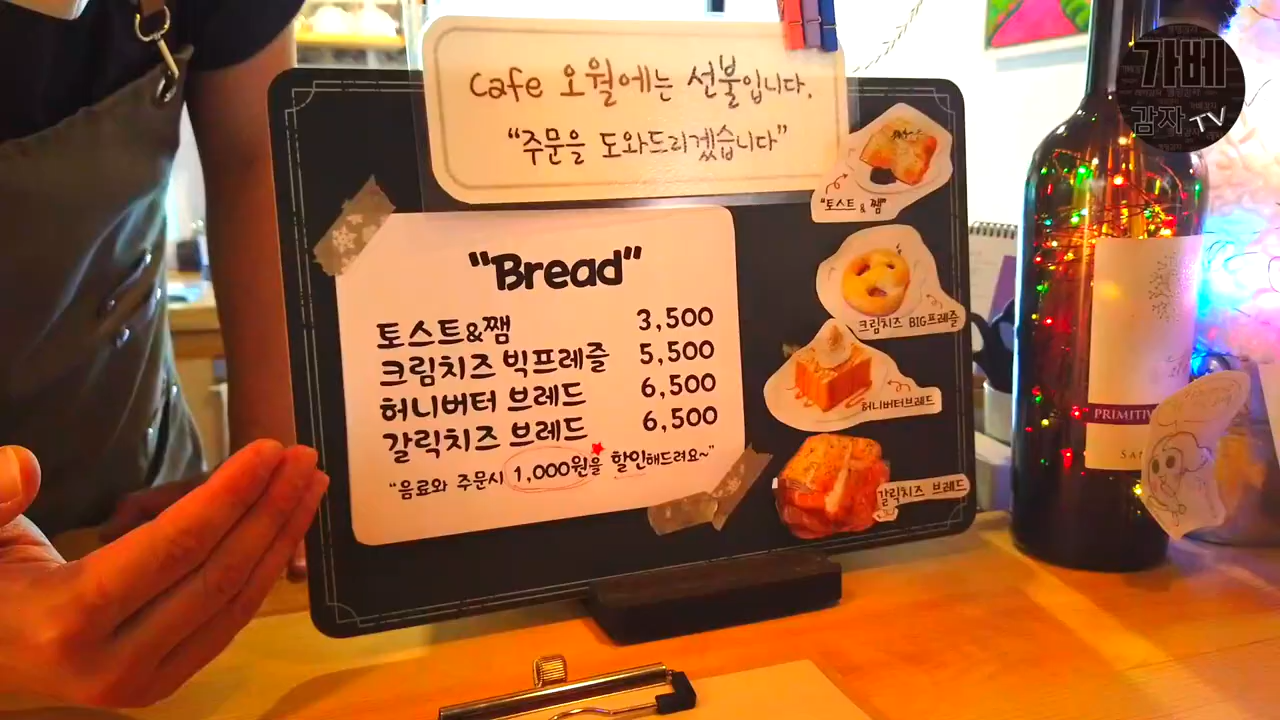 Cafe 오월에는 선불입니다.
"주문을 도와드리겠습니다"
"Bread"
토스트&쨈 3,500
크림치즈 빅프레즐 5,500
허니버터 브레드 6,500
갈릭치즈 브레드 6,500
"음료와 주문시 1,000원을 할인해드려요~"
"토스트 & 쨈"
크림치즈 BIG프레즐
허니버터브레드
갈릭치즈 브레드
PRIMITIV
SAN
가베
감자 TV